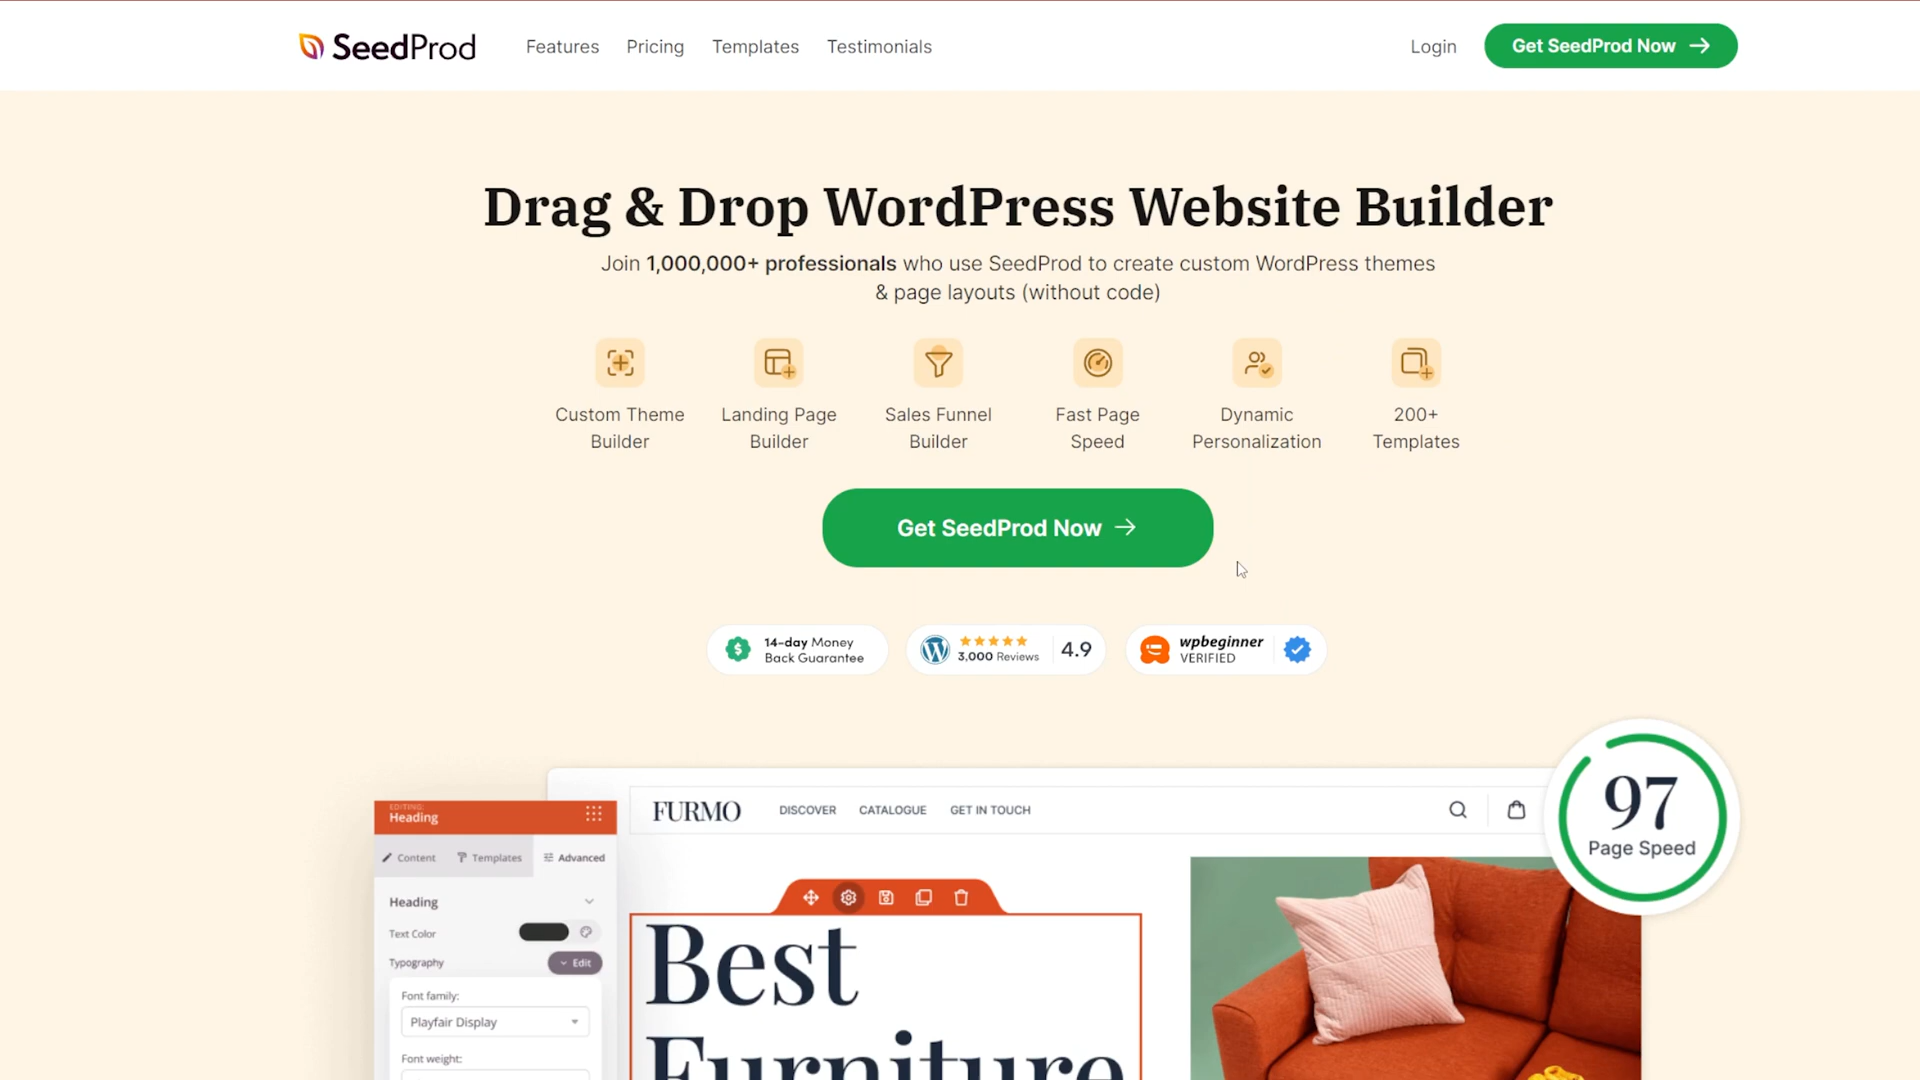 SeedProd
Features
Pricing
Templates
Testimonials
Login
Get SeedProd Now
Drag & Drop WordPress Website Builder
Join 1,000,000+ professionals who use SeedProd to create custom WordPress themes
& page layouts (without code)
Custom Theme
Builder
Landing Page
Builder
Sales Funnel
Builder
Fast Page
Speed
Dynamic
Personalization
200+
Templates
Get SeedProd Now
14-day Money
Back Guarantee
3,000 Reviews
4.9
wpbeginner
VERIFIED
97
Page Speed
EDITING:
Heading
Content
Templates
Advanced
Heading
Text Color
Typography
Edit
Font family:
Playfair Display
Font weight:
FURMO
DISCOVER
CATALOGUE
GET IN TOUCH
Best
Furniture